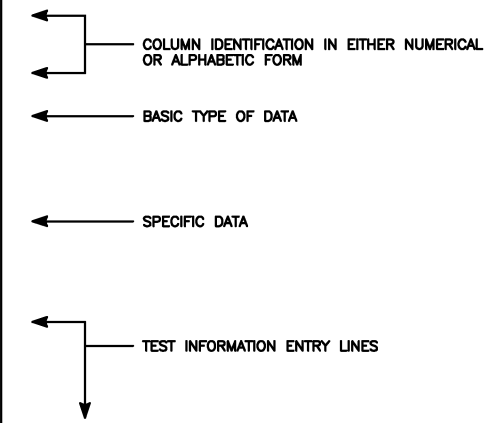 COLUMN IDENTIFICATION IN EITHER NUMERICAL
OR ALPHABETIC FORM
BASIC TYPE OF DATA
SPECIFIC DATA
TEST INFORMATION ENTRY LINES